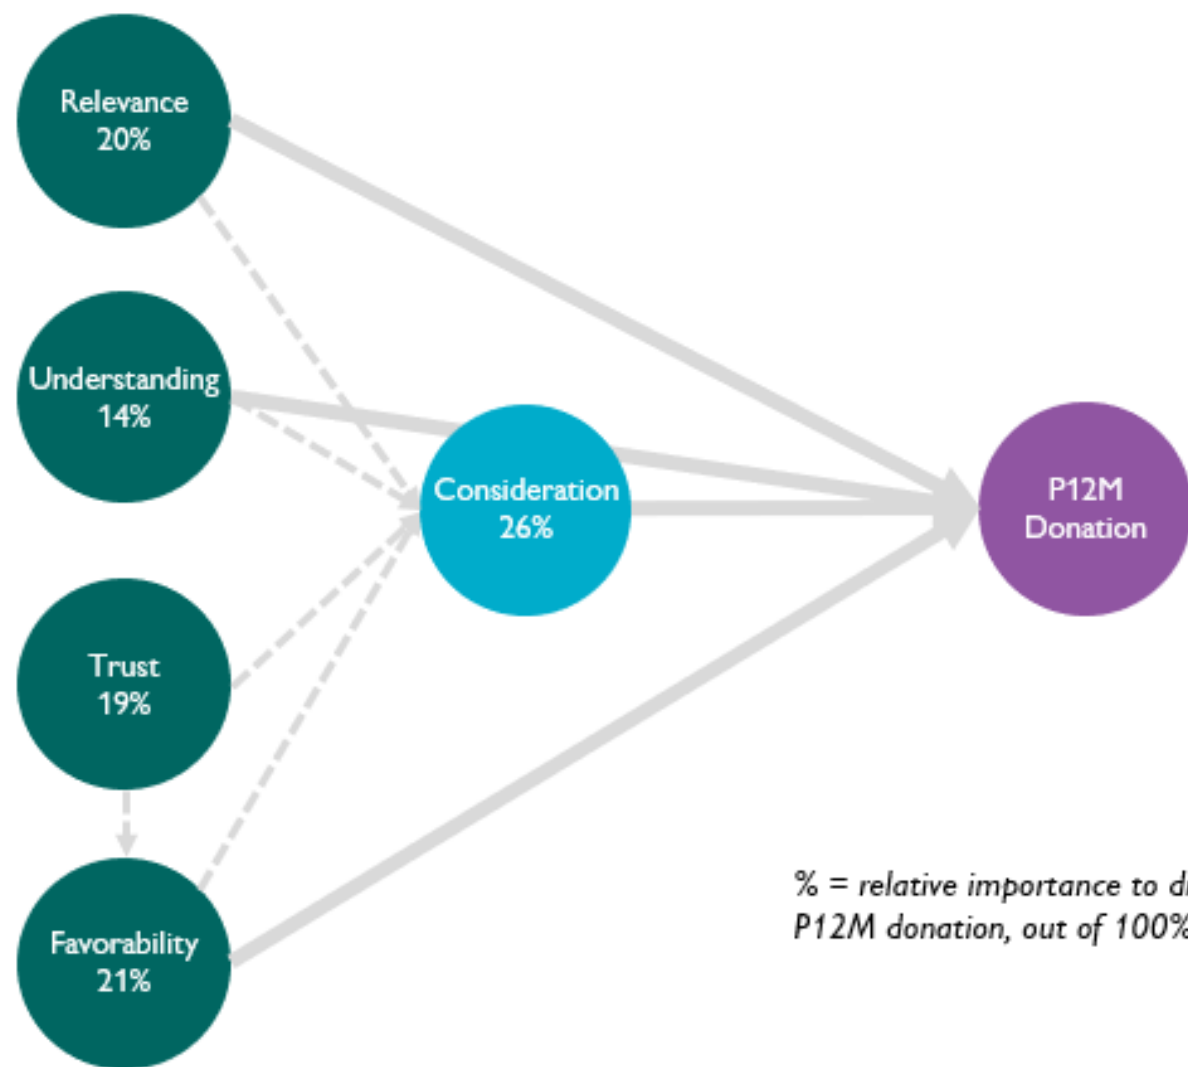 Relevance
20%
Understanding
14%
Consideration
26%
P12M
Donation
Trust
19%
Favorability
21%
% = relative importance to
P12M donation, out of 100%